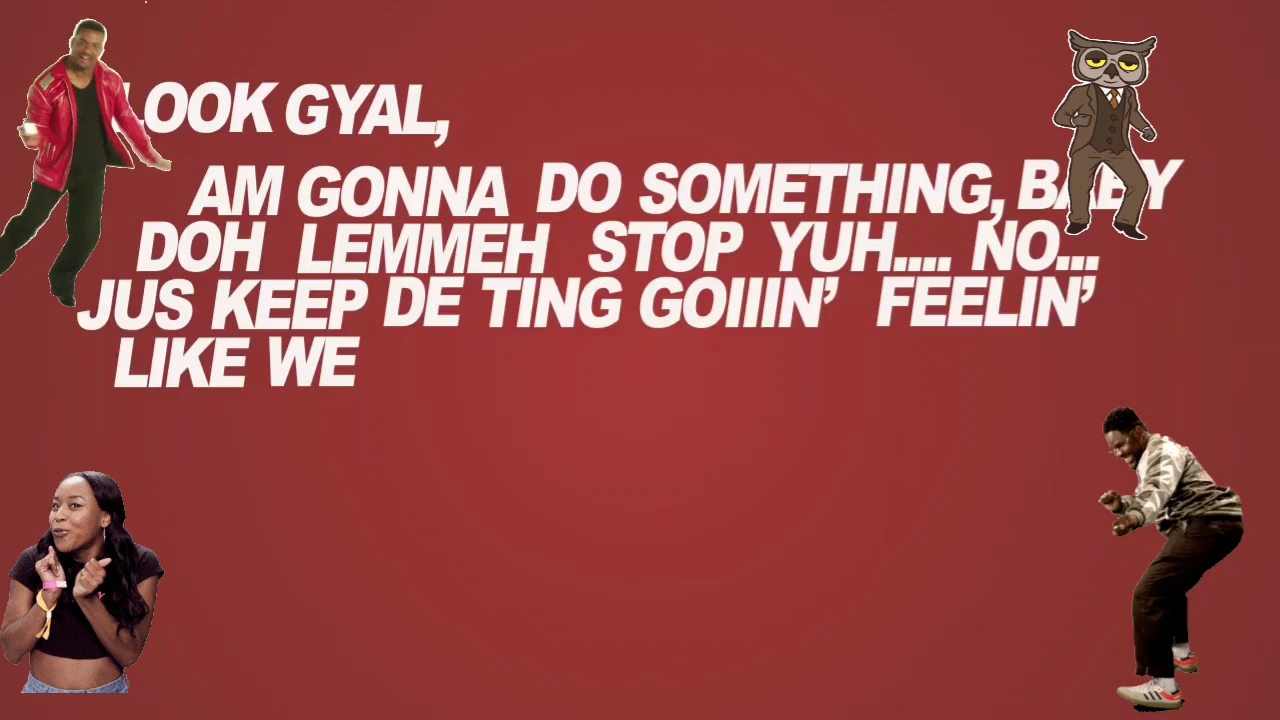 LOOK GYAL,
AM GONNA DO SOMETHING, BABY
DOH LEMMEH STOP YUH.... NO...
JUS KEEP DE TING GOIIIN’ FEELIN’
LIKE WE